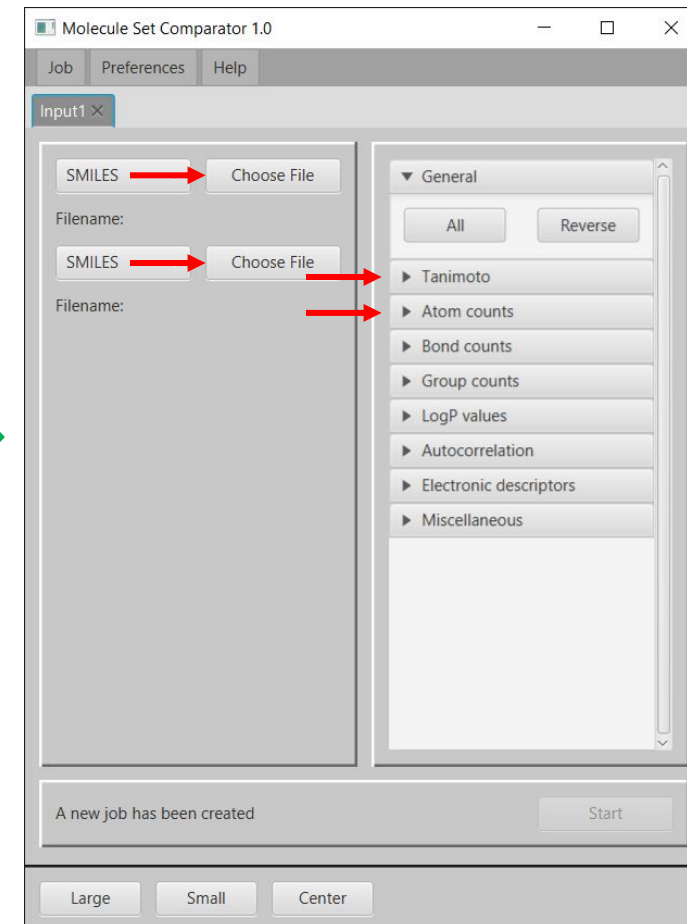 Molecule Set Comparator 1.0
Job Preferences Help
Input1
SMILES Choose File
Filename:
SMILES Choose File
Filename:
General
All Reverse
Tanimoto
Atom counts
Bond counts
Group counts
LogP values
Autocorrelation
Electronic descriptors
Miscellaneous
A new job has been created Start
Large Small Center